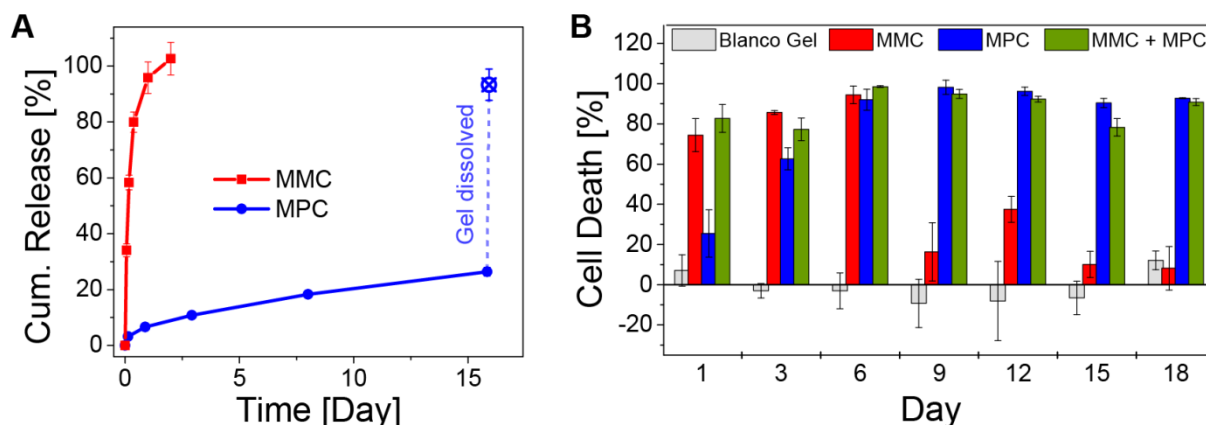 A
Cum. Release [%]
100
80
60
40
20
0
MMC
MPC
Gel dissolved
0
5
10
15
Time [Day]
B
Cell Death [%]
120
100
80
60
40
20
0
-20
Blanco Gel
MMC
MPC
MMC + MPC
1
3
6
9
12
15
18
Day